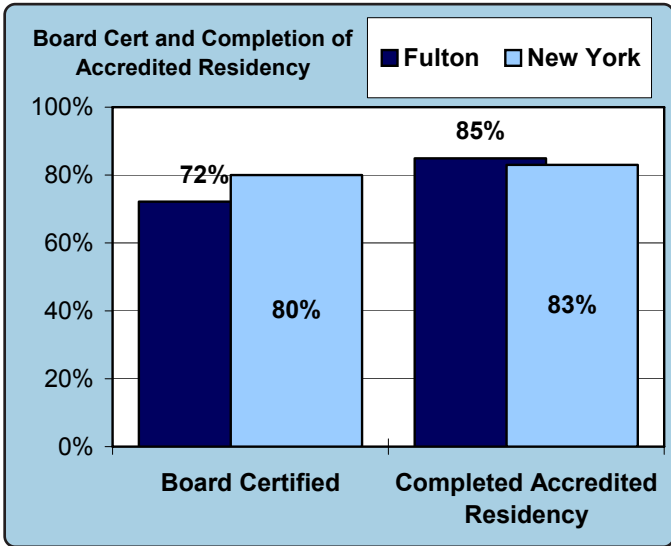 Board Cert and Completion of
Accredited Residency
Fulton
New York
100%
80%
60%
40%
20%
0%
72%
80%
85%
83%
Board Certified
Completed Accredited
Residency